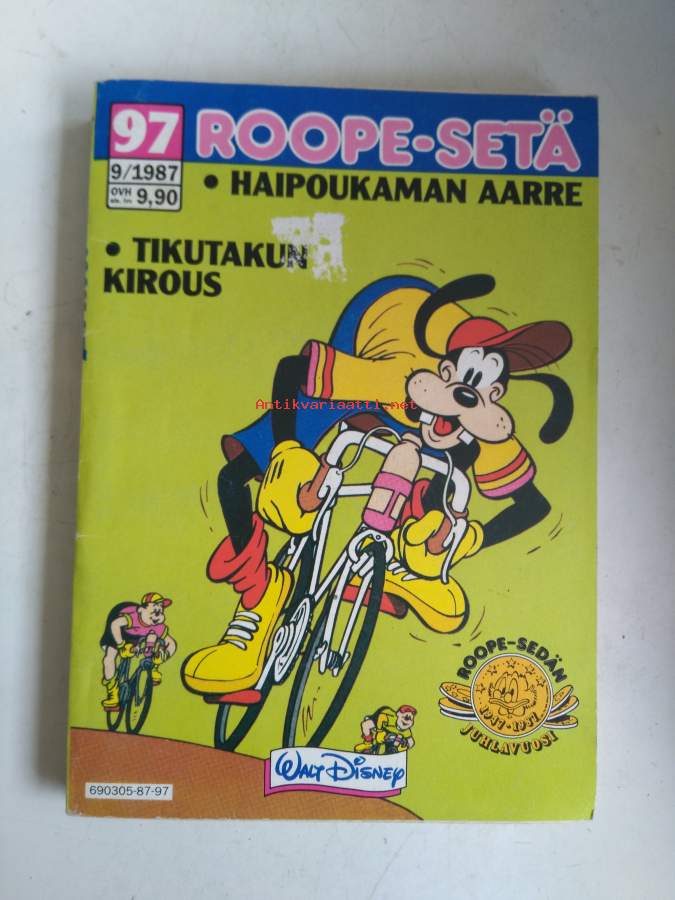 97
ROOPE-SETÄ
9/1987
OVH
9,90
• HAIPOUKAMAN AARRE
• TIKUTAKUN
KIROUS
Antikvariaatti.net
ROOPE-SEDÄN
1947-1987
JUHLAVUOSI
WALT DISNEY
690305-87-97